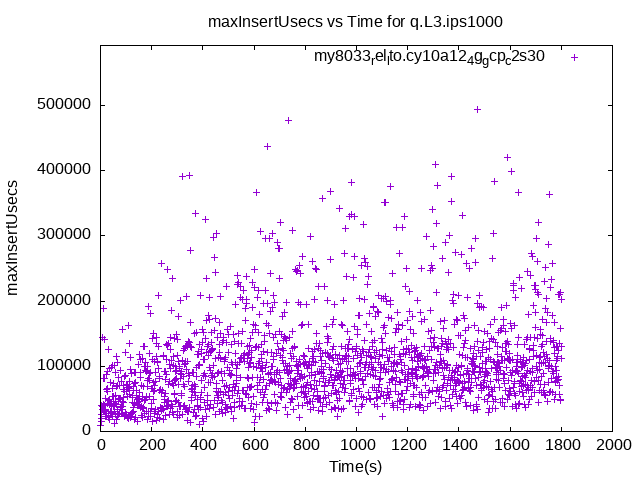 maxInsertUsecs vs Time for q.L3.ips1000
my8033relito.cy10a124ggcpc2s30
500000
400000
300000
200000
100000
0
maxInsertUsecs
0 200 400 600 800 1000 1200 1400 1600 1800 2000
Time(s)